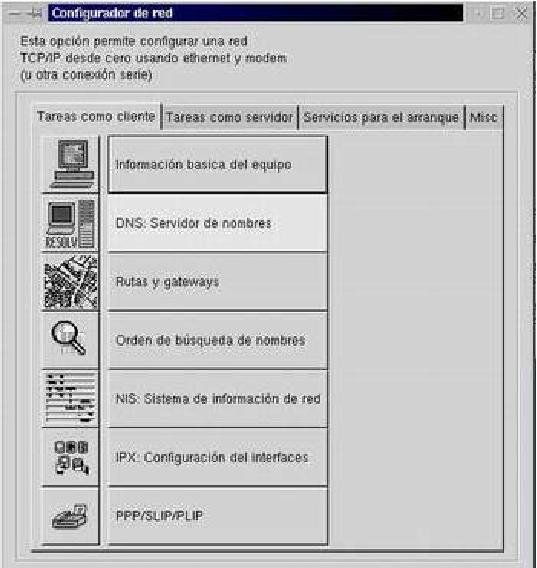 Configurador de red
Esta opción permite configurar una red
TCP/IP desde cero usando ethernet y modem
(u otra conexión serie)
Tareas como cliente Tareas como servidor Servicios para el arranque Misc
Información basica del equipo
RESOLV
DNS: Servidor de nombres
Rutas y gateways
Orden de búsqueda de nombres
NIS: Sistema de información de red
IPX: Configuración del interfaces
PPP/SLIP/PLIP